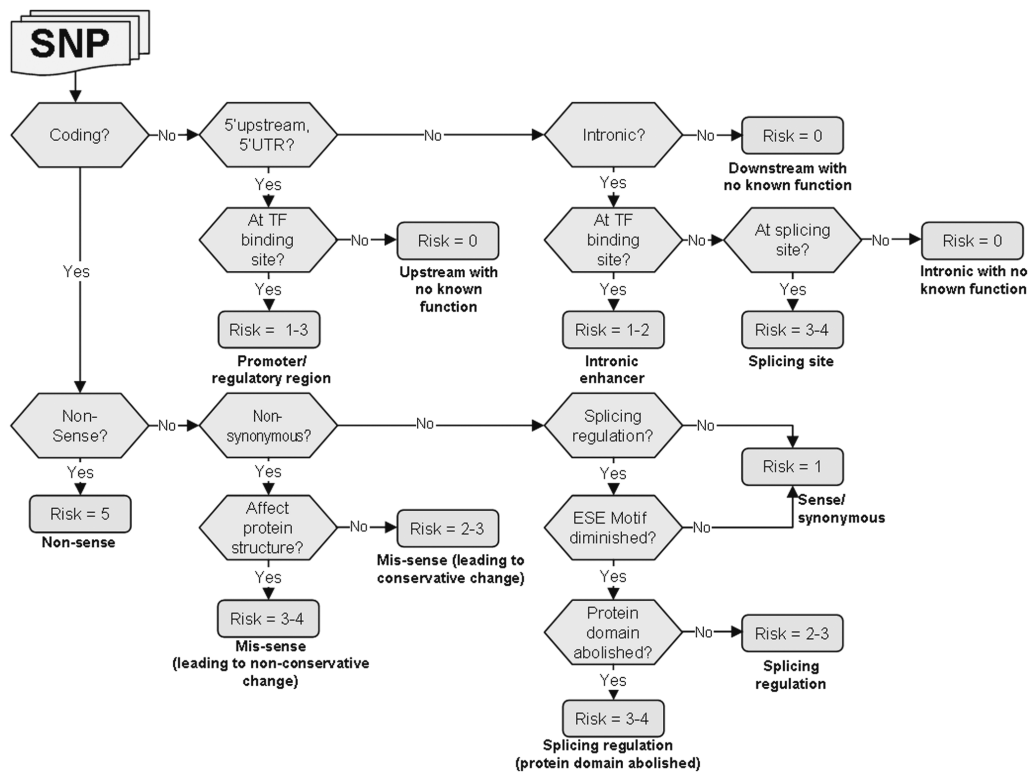 SNP
Coding?
No
5'upstream,
5'UTR?
No
Intronic?
No
Risk = 0
Downstream with
no known function
Yes
Yes
Yes
At TF
binding
site?
No
Risk = 0
Upstream with
no known
function
At TF
binding
site?
No
At splicing
site?
No
Risk = 0
Intronic with no
known function
Yes
Risk = 1-3
Promoter/
regulatory region
Yes
Risk = 1-2
Intronic
enhancer
Yes
Risk = 3-4
Splicing site
Non-
Sense?
No
Non-
synonymous?
No
Splicing
regulation?
No
Risk = 1
Sense/
synonymous
Yes
Risk = 5
Non-sense
Yes
Affect
protein
structure?
No
Risk = 2-3
Mis-sense (leading to
conservative change)
Yes
ESE Motif
diminished?
No
Yes
Risk = 3-4
Mis-sense
(leading to non-conservative
change)
Yes
Protein
domain
abolished?
No
Risk = 2-3
Splicing
regulation
Yes
Risk = 3-4
Splicing regulation
(protein domain abolished)